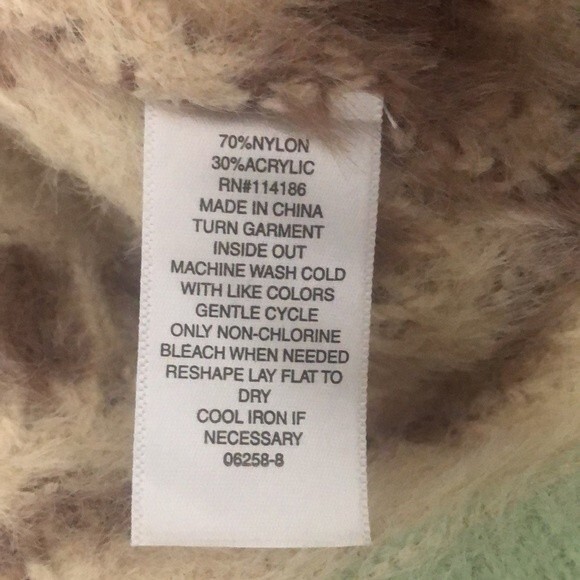 70%NYLON
30%ACRYLIC
RN#114186
MADE IN CHINA
TURN GARMENT
INSIDE OUT
MACHINE WASH COLD
WITH LIKE COLORS
GENTLE CYCLE
ONLY NON-CHLORINE
BLEACH WHEN NEEDED
RESHAPE LAY FLAT TO
DRY
COOL IRON IF
NECESSARY
06258-8